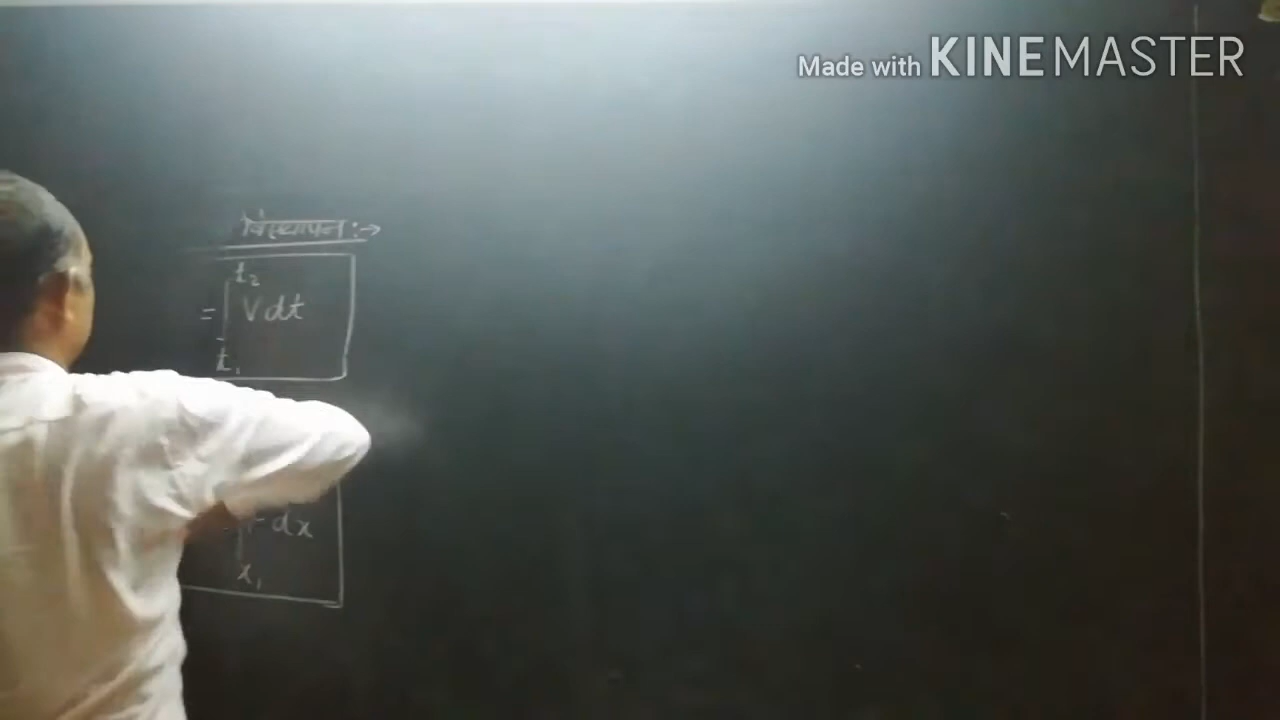 Made with KINEMASTER
विस्थापन :→
t₂
= ∫ V dt
t₁
F dx
x₁